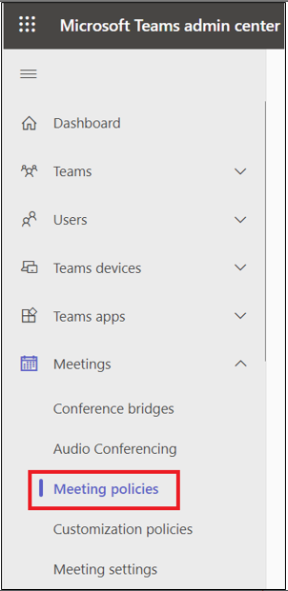 Microsoft Teams admin center
Dashboard
Teams
Users
Teams devices
Teams apps
Meetings
Conference bridges
Audio Conferencing
Meeting policies
Customization policies
Meeting settings